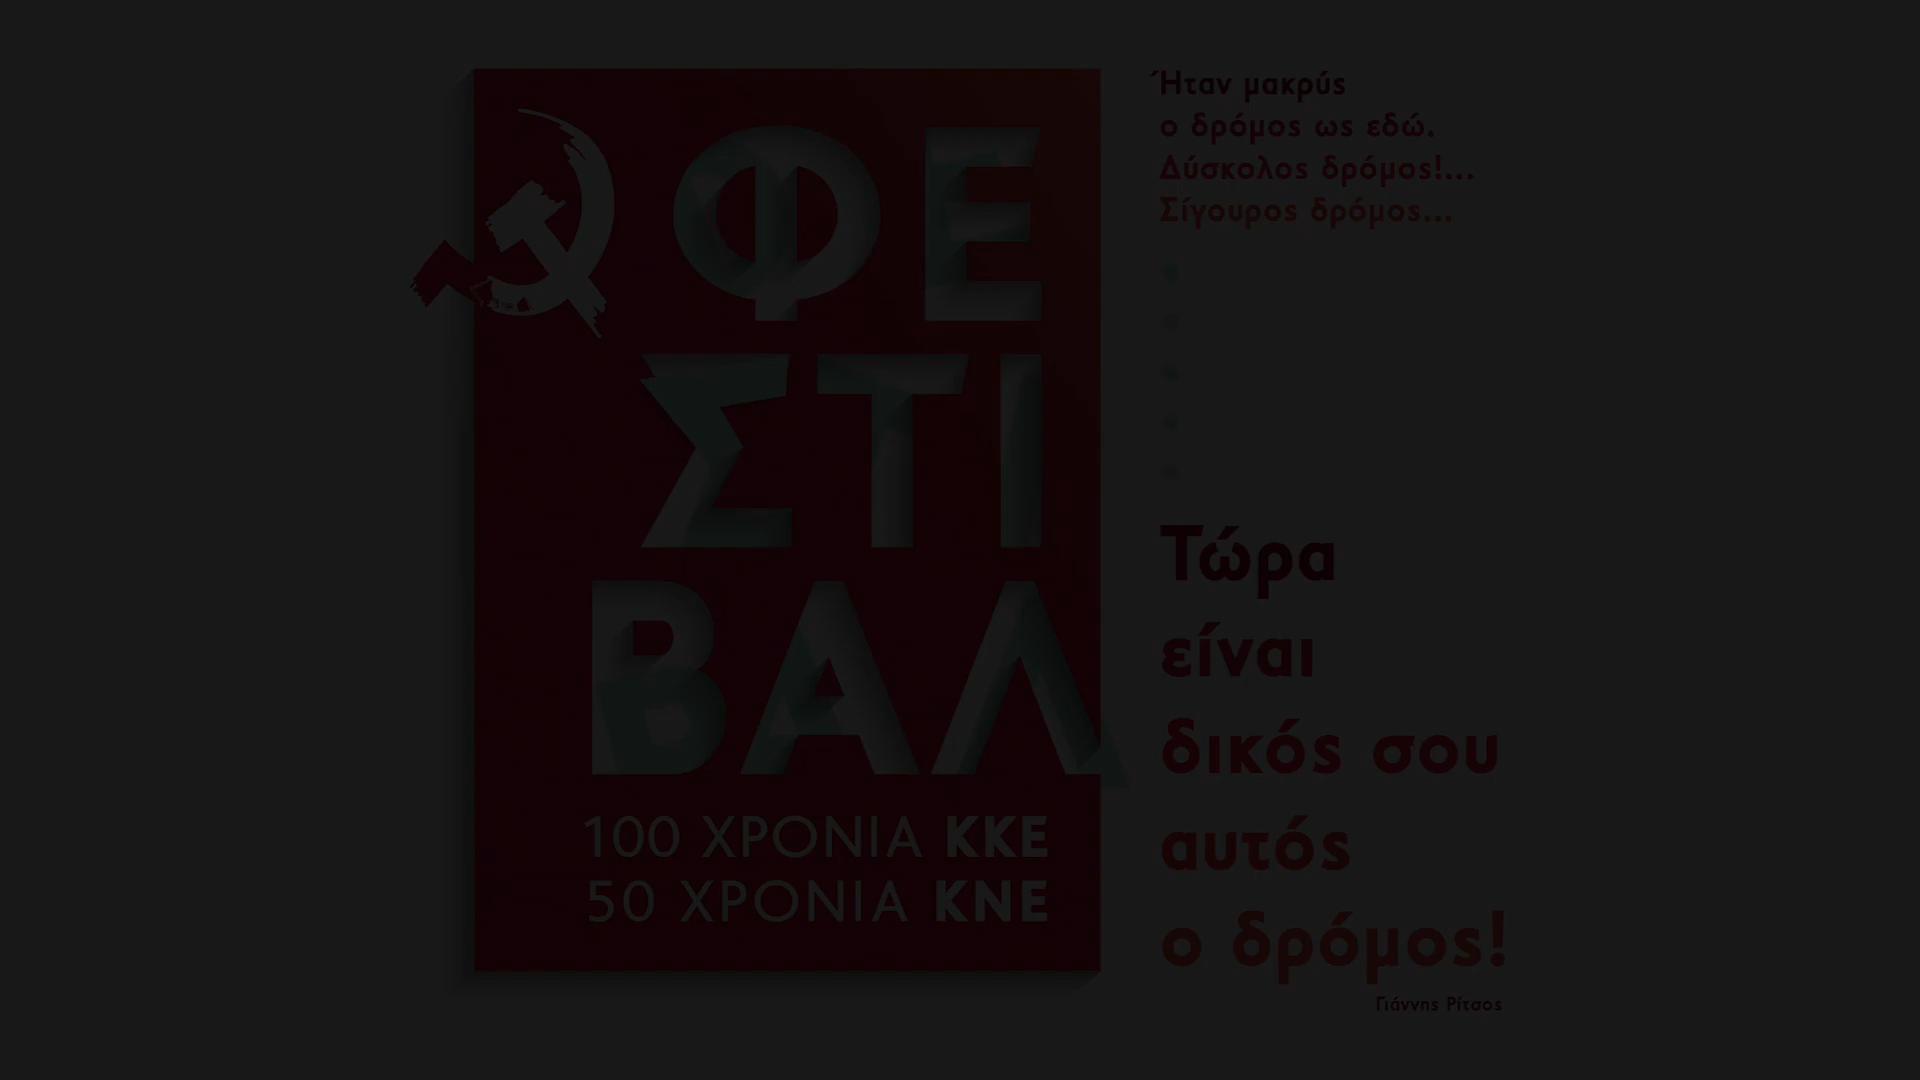 ΦΕ
ΣΤΙ
ΒΑΛ
100 ΧΡΟΝΙΑ ΚΚΕ
50 ΧΡΟΝΙΑ ΚΝΕ
Ήταν μακρύς
ο δρόμος ως εδώ.
Δύσκολος δρόμος!...
Σίγουρος δρόμος...
Τώρα
είναι
δικός σου
αυτός
ο δρόμος!
Γιάννης Ρίτσος